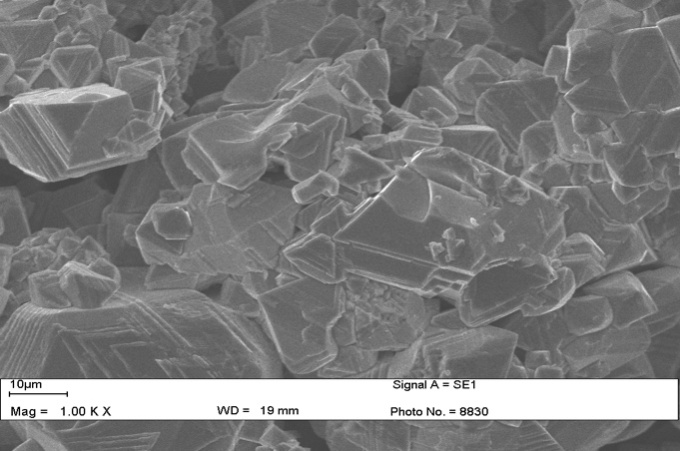 10μm
Signal A = SE1
Mag = 1.00 K X
WD = 19 mm
Photo No. = 8830